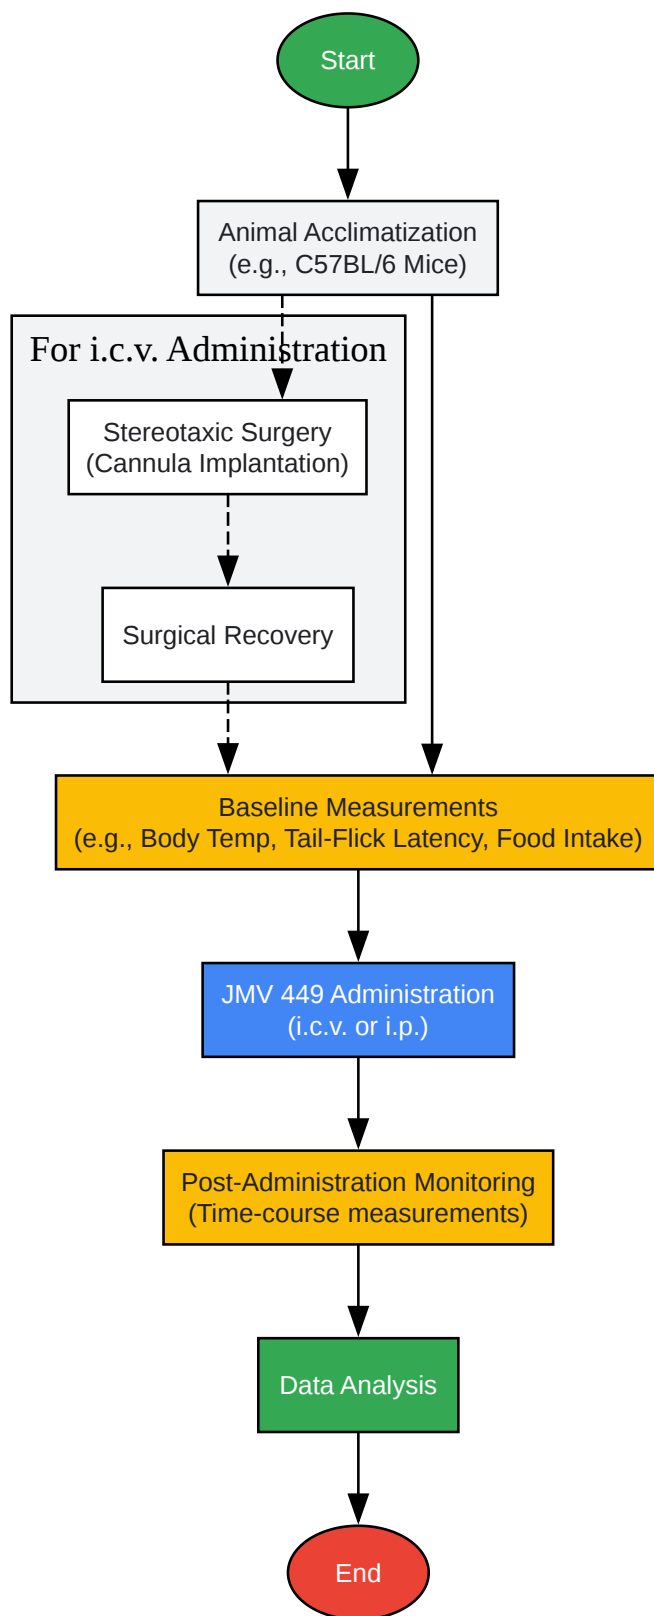 Start
Animal Acclimatization
(e.g., C57BL/6 Mice)
For i.c.v. Administration
Stereotaxic Surgery
(Cannula Implantation)
Surgical Recovery
Baseline Measurements
(e.g., Body Temp, Tail-Flick Latency, Food Intake)
JMV 449 Administration
(i.c.v. or i.p.)
Post-Administration Monitoring
(Time-course measurements)
Data Analysis
End